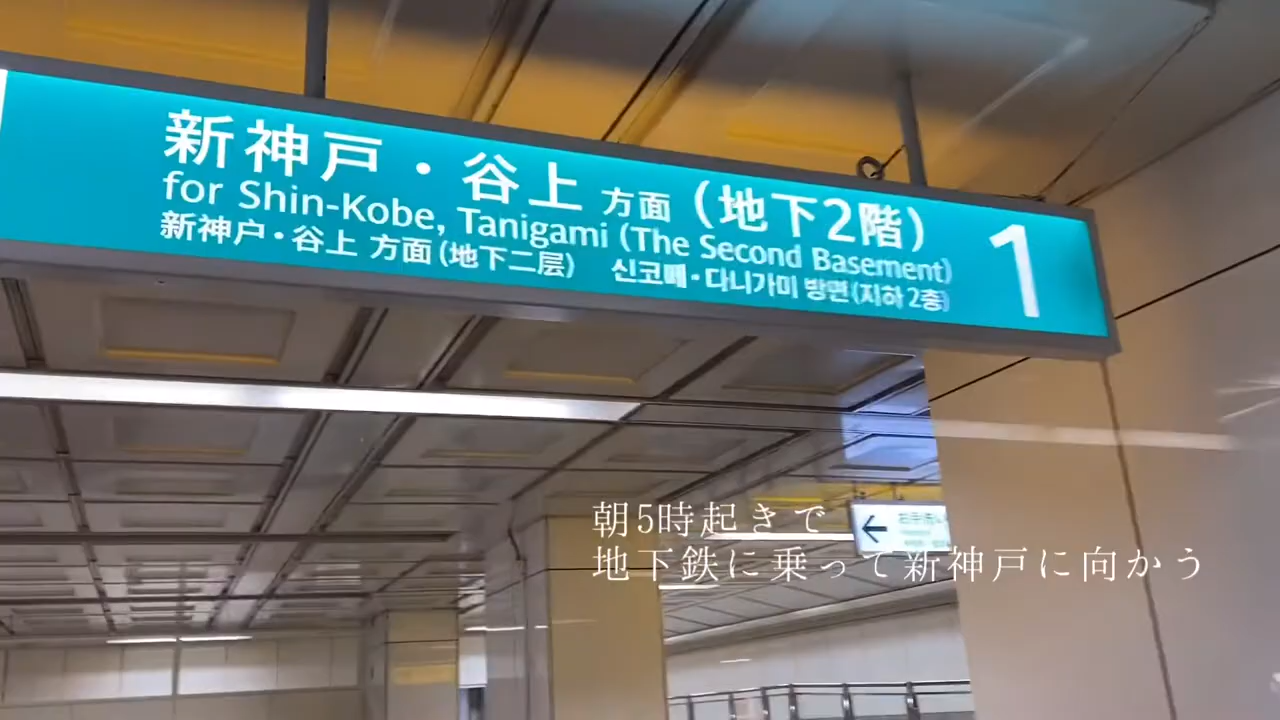 新神戸・谷上 方面（地下2階） 1
for Shin-Kobe, Tanigami (The Second Basement)
新神户・谷上 方面(地下二层) 신코베・다니가미 방면(지하 2층)
朝5時起きで
地下鉄に乗って新神戸に向かう